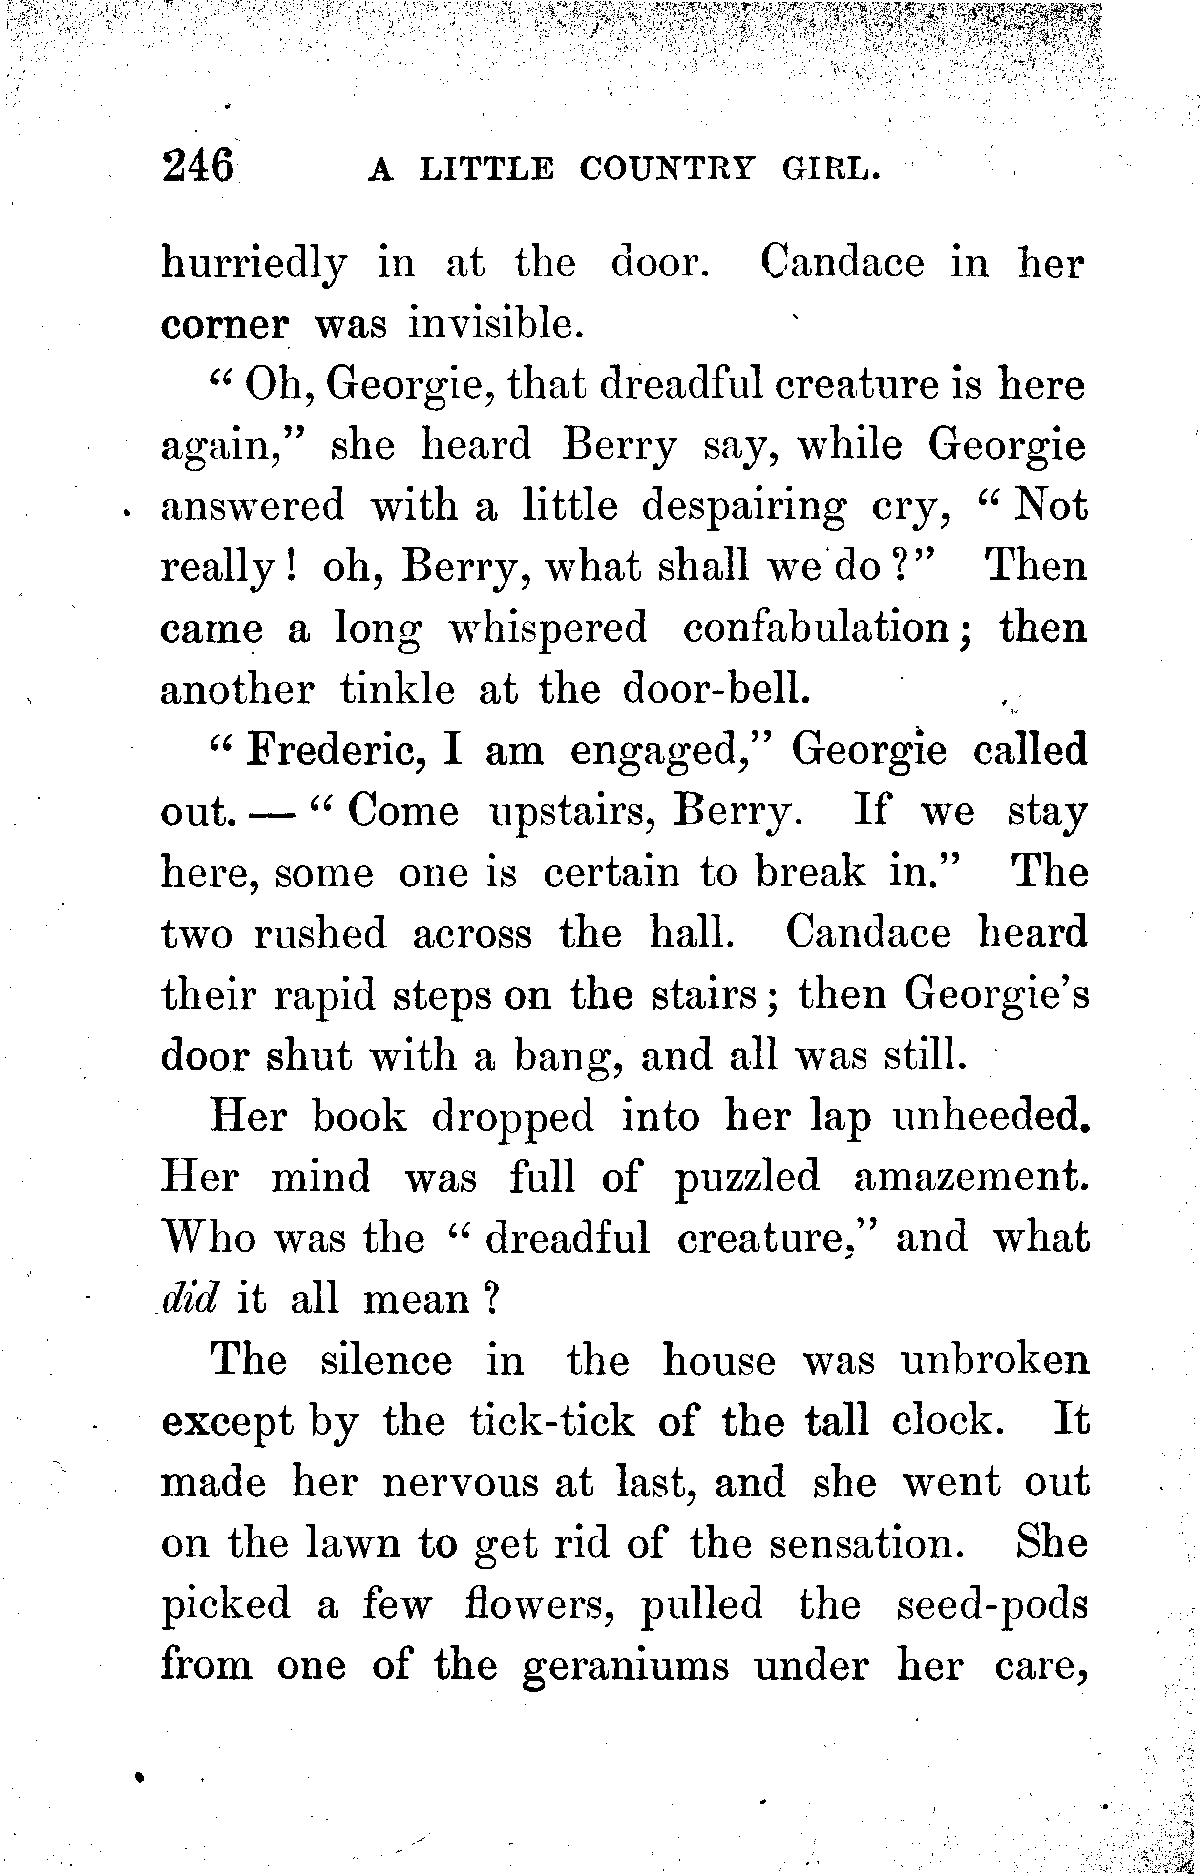 246 A LITTLE COUNTRY GIRL.
hurriedly in at the door. Candace in her
corner was invisible.
“ Oh, Georgie, that dreadful creature is here
again,” she heard Berry say, while Georgie
answered with a little despairing cry, “ Not
really ! oh, Berry, what shall we do ?” Then
came a long whispered confabulation ; then
another tinkle at the door-bell.
“ Frederic, I am engaged,” Georgie called
out. — “ Come upstairs, Berry. If we stay
here, some one is certain to break in.” The
two rushed across the hall. Candace heard
their rapid steps on the stairs ; then Georgie’s
door shut with a bang, and all was still.
Her book dropped into her lap unheeded.
Her mind was full of puzzled amazement.
Who was the “ dreadful creature,” and what
did it all mean ?
The silence in the house was unbroken
except by the tick-tick of the tall clock. It
made her nervous at last, and she went out
on the lawn to get rid of the sensation. She
picked a few flowers, pulled the seed-pods
from one of the geraniums under her care,